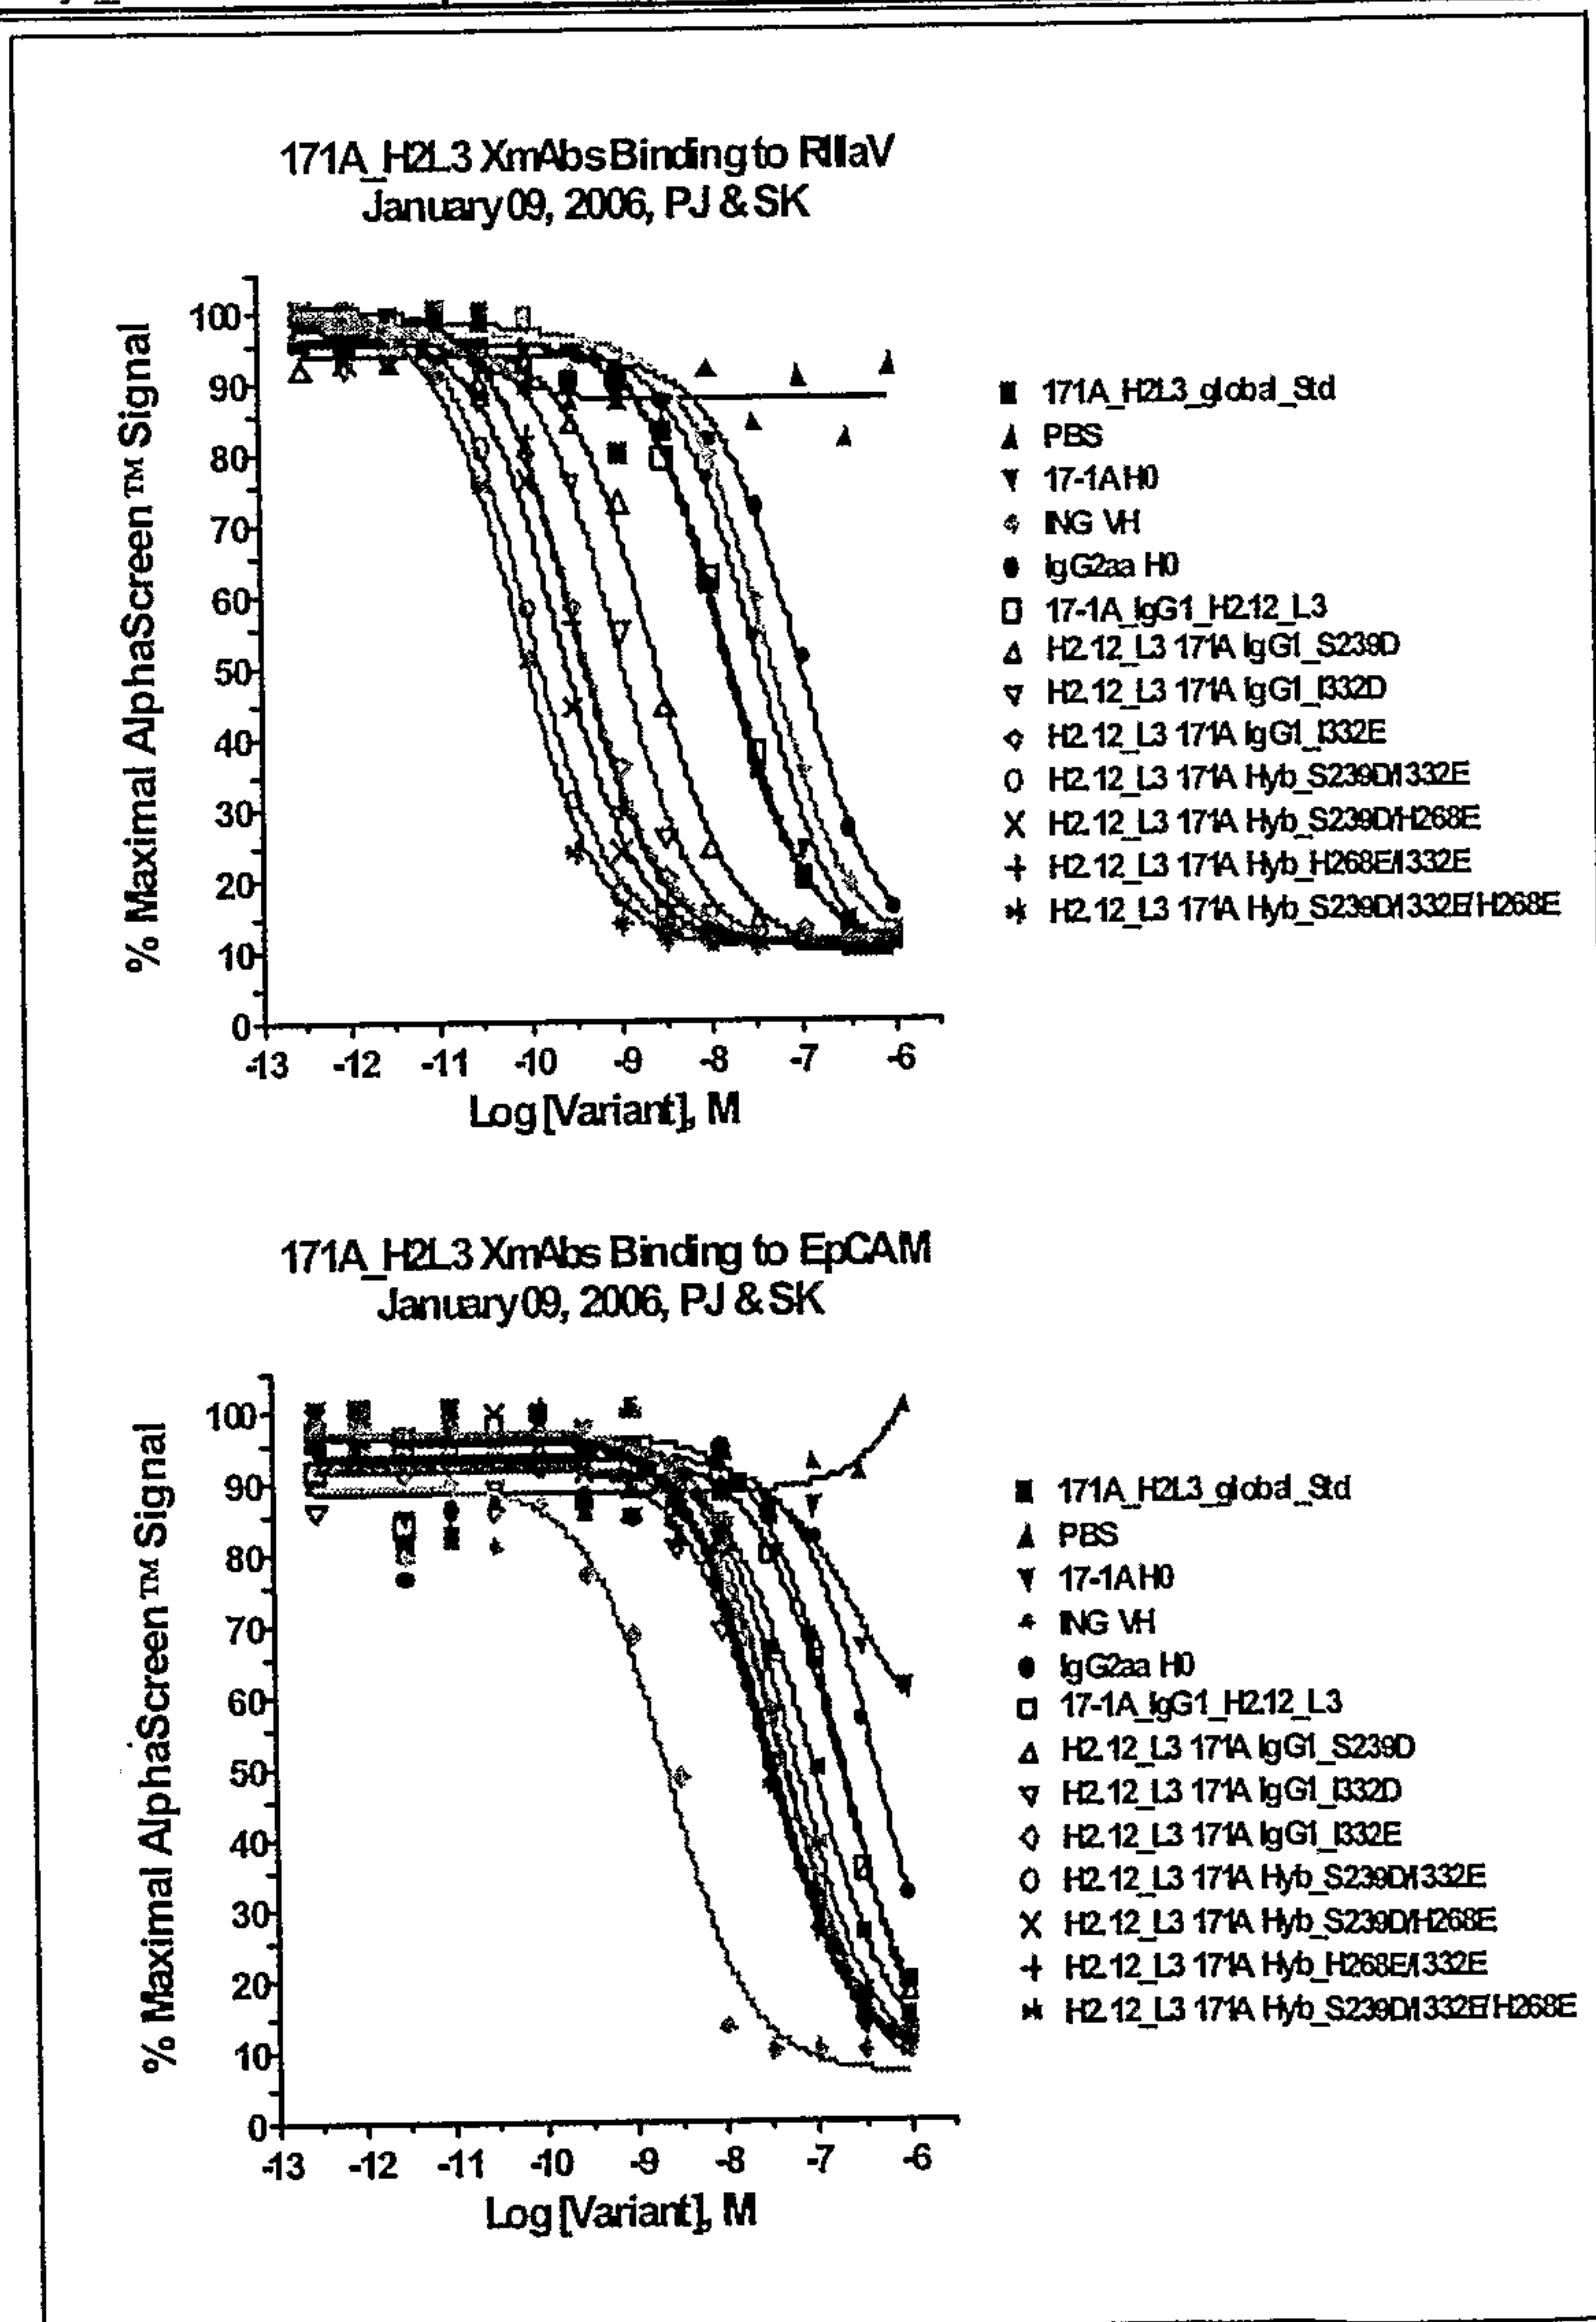 171A_H2L3 XmAbs Binding to RIIIaV
January 09, 2006, PJ & SK
% Maximal AlphaScreen™ Signal
100
90
80
70
60
50
40
30
20
10
0
-13 -12 -11 -10 -9 -8 -7 -6
Log [Variant], M
171A_H2L3_global_Std
PBS
17-1A H0
ING VH
IgG2aa H0
17-1A_IgG1_H2.12_L3
H2.12_L3 171A IgG1_S239D
H2.12_L3 171A IgG1_I332D
H2.12_L3 171A IgG1_I332E
H2.12_L3 171A Hyb_S239D/I332E
H2.12_L3 171A Hyb_S239D/H268E
H2.12_L3 171A Hyb_H268E/I332E
H2.12_L3 171A Hyb_S239D/I332E/H268E
171A_H2L3 XmAbs Binding to EpCAM
January 09, 2006, PJ & SK
% Maximal AlphaScreen™ Signal
100
90
80
70
60
50
40
30
20
10
0
-13 -12 -11 -10 -9 -8 -7 -6
Log [Variant], M
171A_H2L3_global_Std
PBS
17-1A H0
ING VH
IgG2aa H0
17-1A_IgG1_H2.12_L3
H2.12_L3 171A IgG1_S239D
H2.12_L3 171A IgG1_I332D
H2.12_L3 171A IgG1_I332E
H2.12_L3 171A Hyb_S239D/I332E
H2.12_L3 171A Hyb_S239D/H268E
H2.12_L3 171A Hyb_H268E/I332E
H2.12_L3 171A Hyb_S239D/I332E/H268E